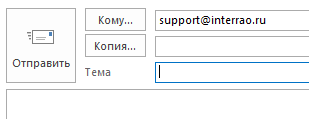 Кому...
support@interrao.ru
Копия...
Отправить
Тема